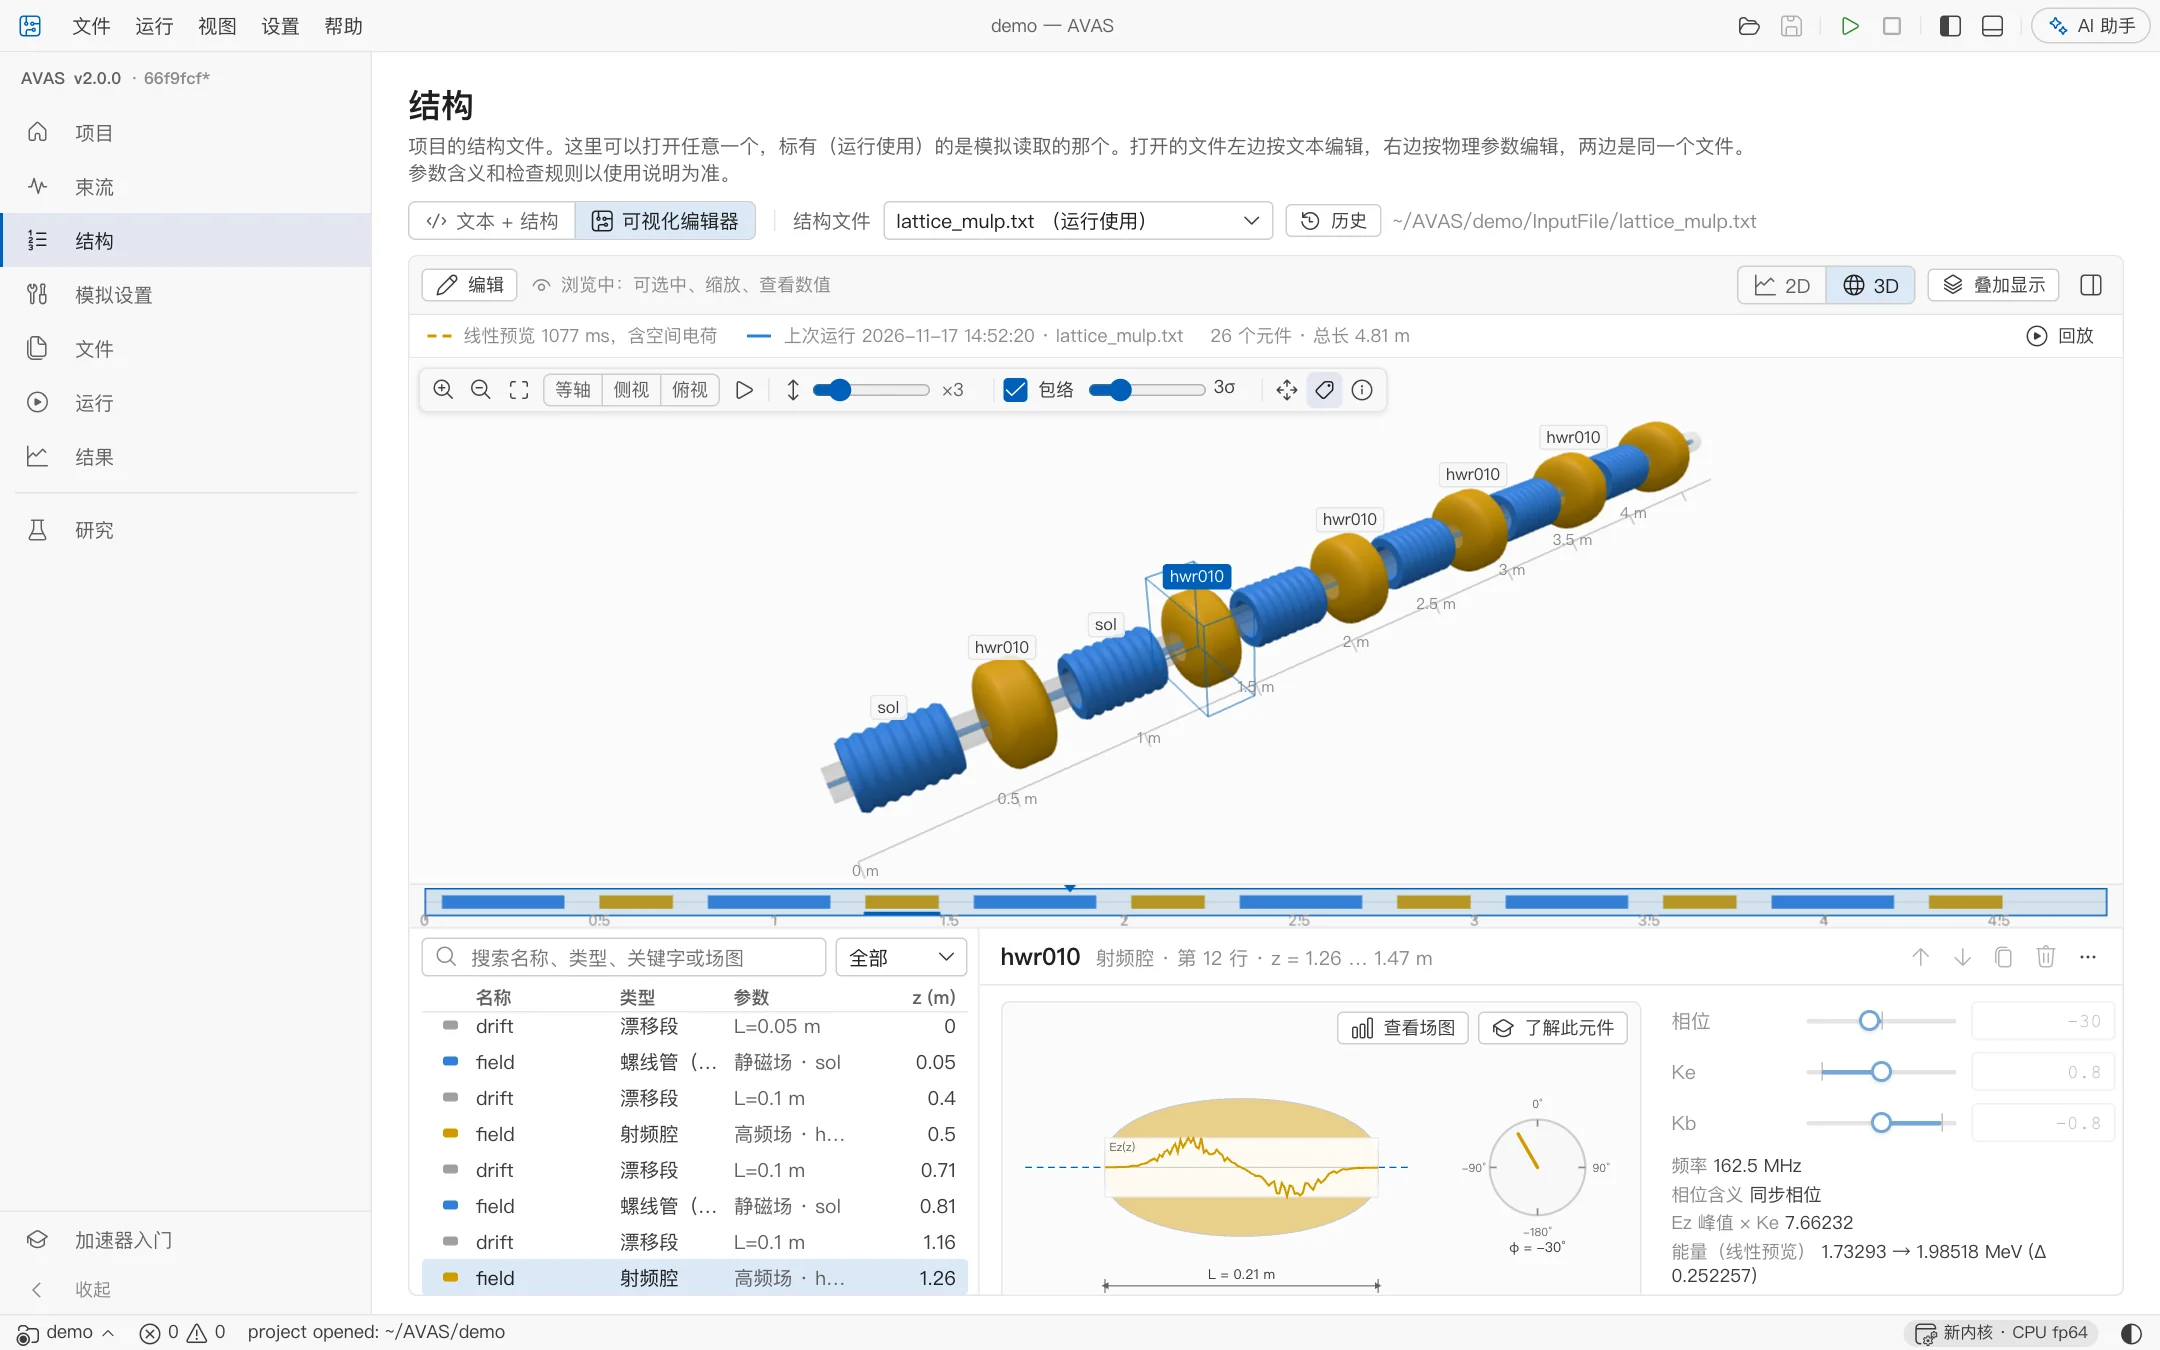 文件 运行 视图 设置 帮助
demo — AVAS
AI 助手
AVAS v2.0.0 · 66f9fcf*
项目
束流
结构
模拟设置
文件
运行
结果
研究
加速器入门
收起
结构
项目的结构文件。这里可以打开任意一个，标有（运行使用）的是模拟读取的那个。打开的文件左边按文本编辑，右边按物理参数编辑，两边是同一个文件。
参数含义和检查规则以使用说明为准。
</> 文本 + 结构 可视化编辑器 结构文件 lattice_mulp.txt （运行使用） 历史 ~/AVAS/demo/InputFile/lattice_mulp.txt
编辑 浏览中：可选中、缩放、查看数值 2D 3D 叠加显示
线性预览 1077 ms，含空间电荷 上次运行 2026-11-17 14:52:20 · lattice_mulp.txt 26 个元件 · 总长 4.81 m 回放
等轴 侧视 俯视 ×3 包络 3σ
hwr010
hwr010
hwr010
hwr010
sol
hwr010
sol
4 m
3.5 m
3 m
2.5 m
2 m
1.5 m
1 m
0.5 m
0 m
0 0.5 1 1.5 2 2.5 3 3.5 4 4.5
搜索名称、类型、关键字或场图 全部
名称 类型 参数 z (m)
drift 漂移段 L=0.05 m 0
field 螺线管（… 静磁场 · sol 0.05
drift 漂移段 L=0.1 m 0.4
field 射频腔 高频场 · h… 0.5
drift 漂移段 L=0.1 m 0.71
field 螺线管（… 静磁场 · sol 0.81
drift 漂移段 L=0.1 m 1.16
field 射频腔 高频场 · h… 1.26
hwr010 射频腔 · 第 12 行 · z = 1.26 … 1.47 m
查看场图 了解此元件
Ez(z)
L = 0.21 m
0°
-90° 90°
-180°
ϕ = -30°
相位 -30
Ke 0.8
Kb -0.8
频率 162.5 MHz
相位含义 同步相位
Ez 峰值 × Ke 7.66232
能量（线性预览） 1.73293 → 1.98518 MeV (Δ
0.252257)
demo 0 0 project opened: ~/AVAS/demo
新内核 · CPU fp64